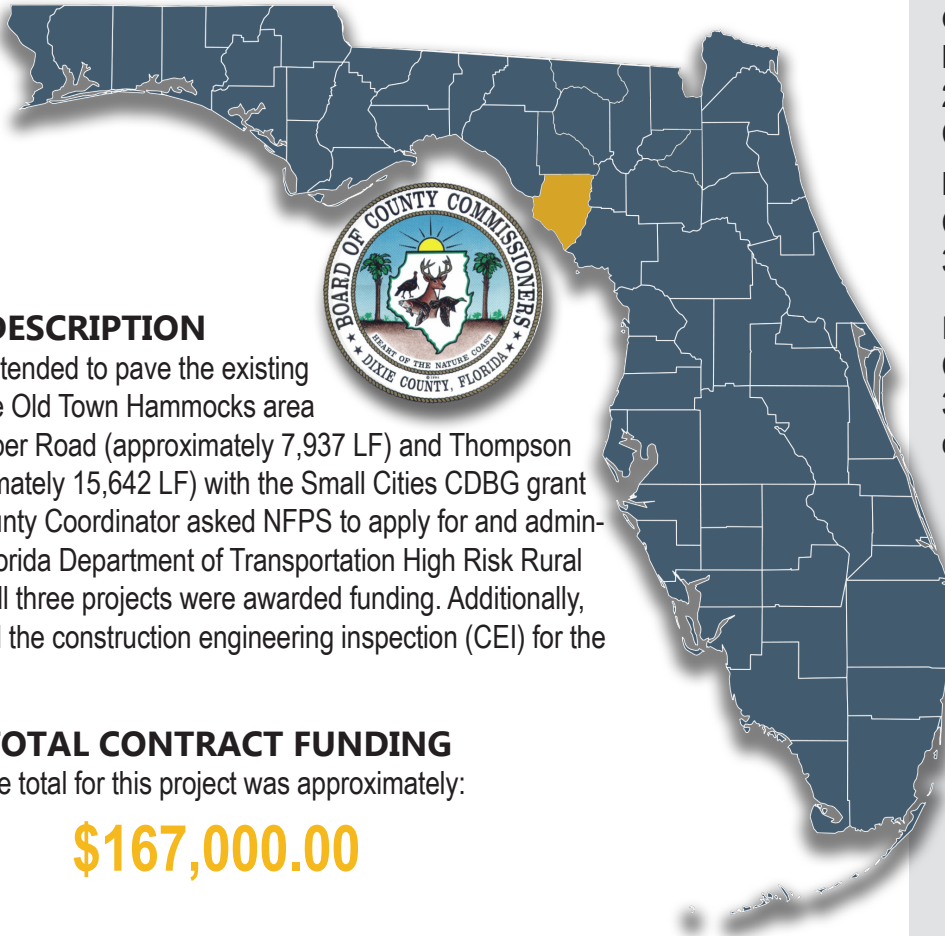 BOARD OF COUNTY COMMISSIONERS
HEART OF THE NATURE COAST
DIXIE COUNTY, FLORIDA
DESCRIPTION
tended to pave the existing
e Old Town Hammocks area
per Road (approximately 7,937 LF) and Thompson
mately 15,642 LF) with the Small Cities CDBG grant
unty Coordinator asked NFPS to apply for and admin-
orida Department of Transportation High Risk Rural
ll three projects were awarded funding. Additionally,
the construction engineering inspection (CEI) for the
TOTAL CONTRACT FUNDING
e total for this project was approximately:
$167,000.00